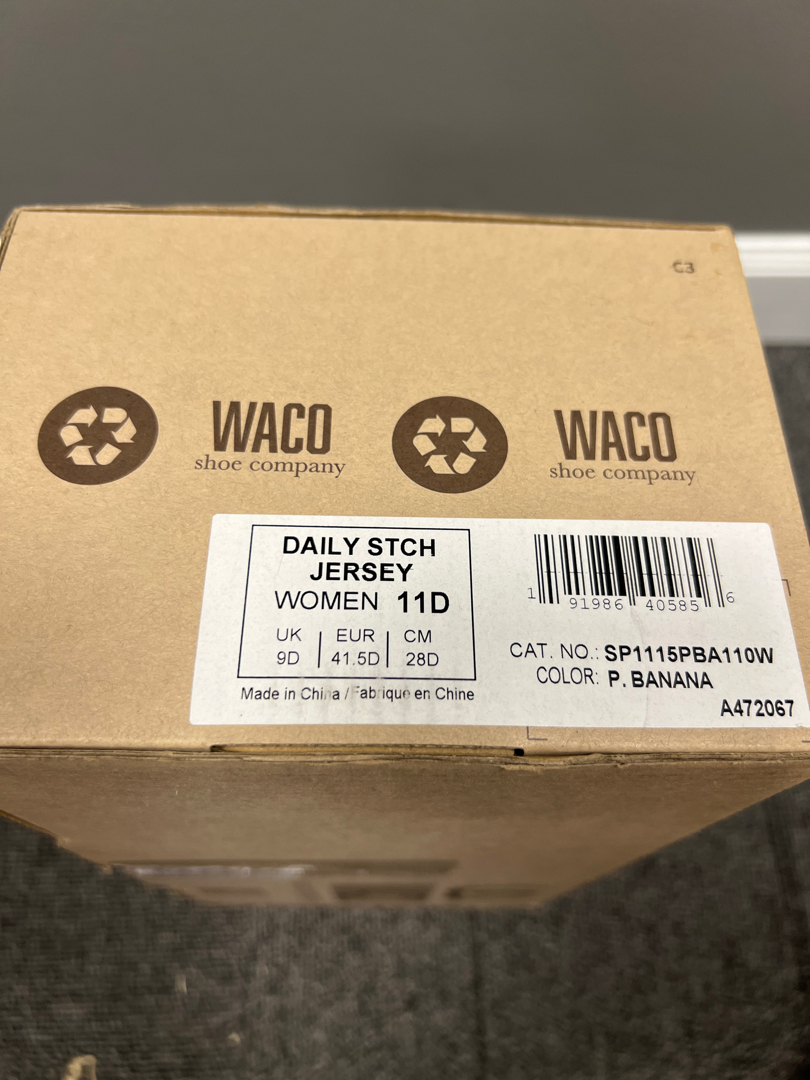 C3
WACO
shoe company
WACO
shoe company
DAILY STCH
JERSEY
WOMEN 11D
UK EUR CM
9D 41.5D 28D
Made in China / Fabriqué en Chine
1 91986 40585 6
CAT. NO.: SP1115PBA110W
COLOR: P. BANANA
A472067